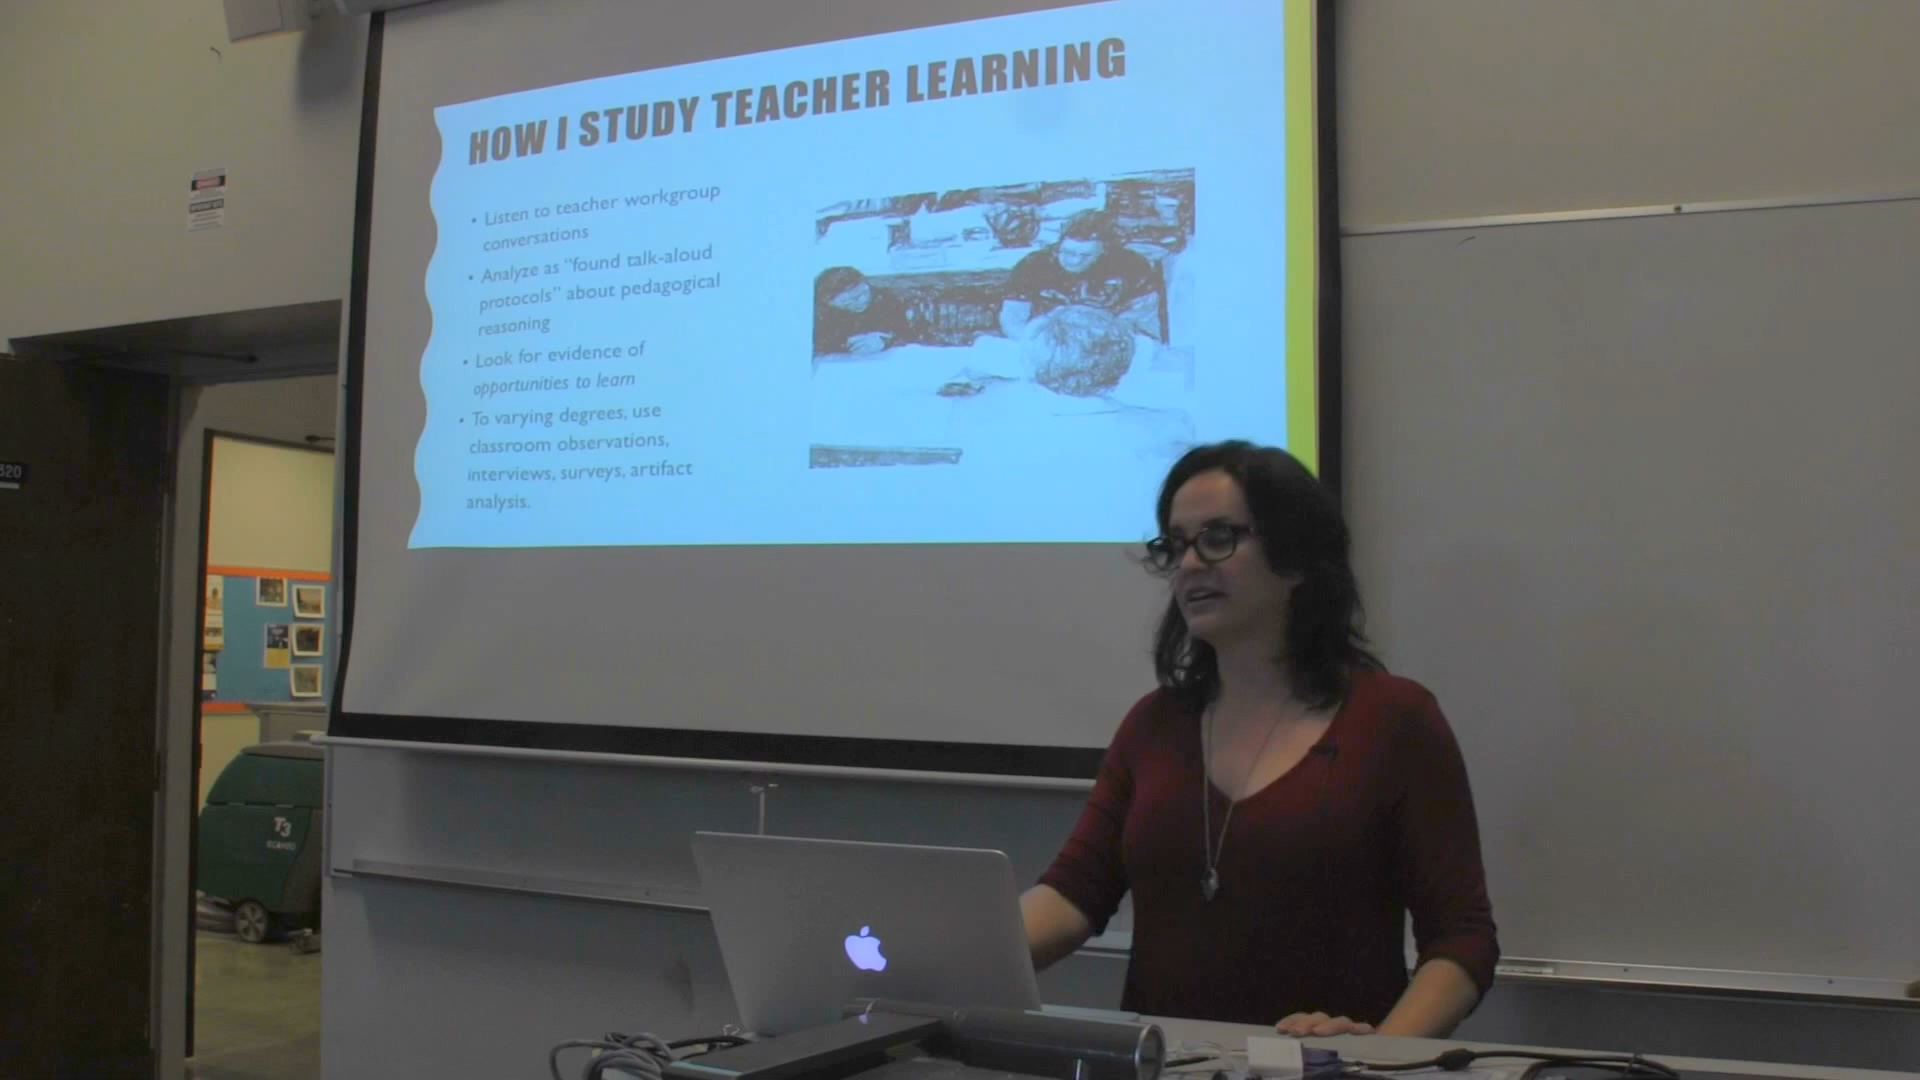 HOW I STUDY TEACHER LEARNING
• Listen to teacher workgroup
conversations
• Analyze as "found talk-aloud
protocols" about pedagogical
reasoning
• Look for evidence of
opportunities to learn
• To varying degrees, use
classroom observations,
interviews, surveys, artifact
analysis.
320
T3